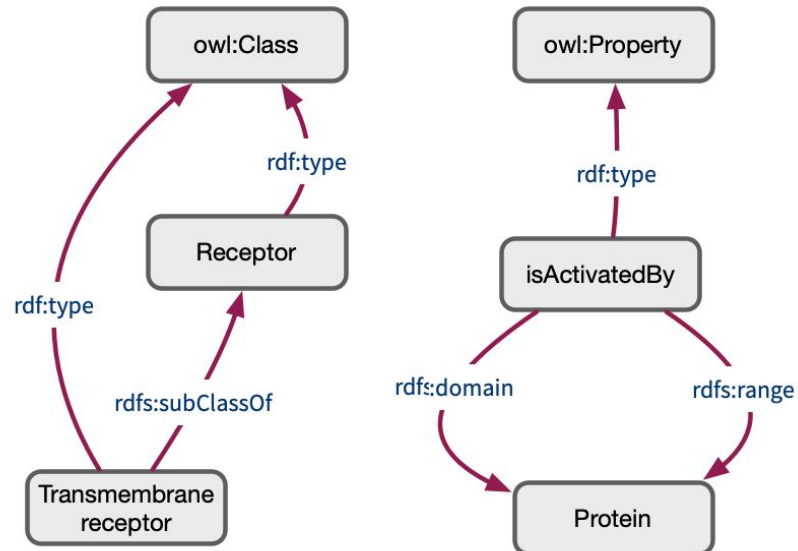 owl:Class
owl:Property
rdf:type
rdf:type
Receptor
isActivatedBy
rdf:type
rdfs:subClassOf
rdfs:domain
rdfs:range
Transmembrane
receptor
Protein